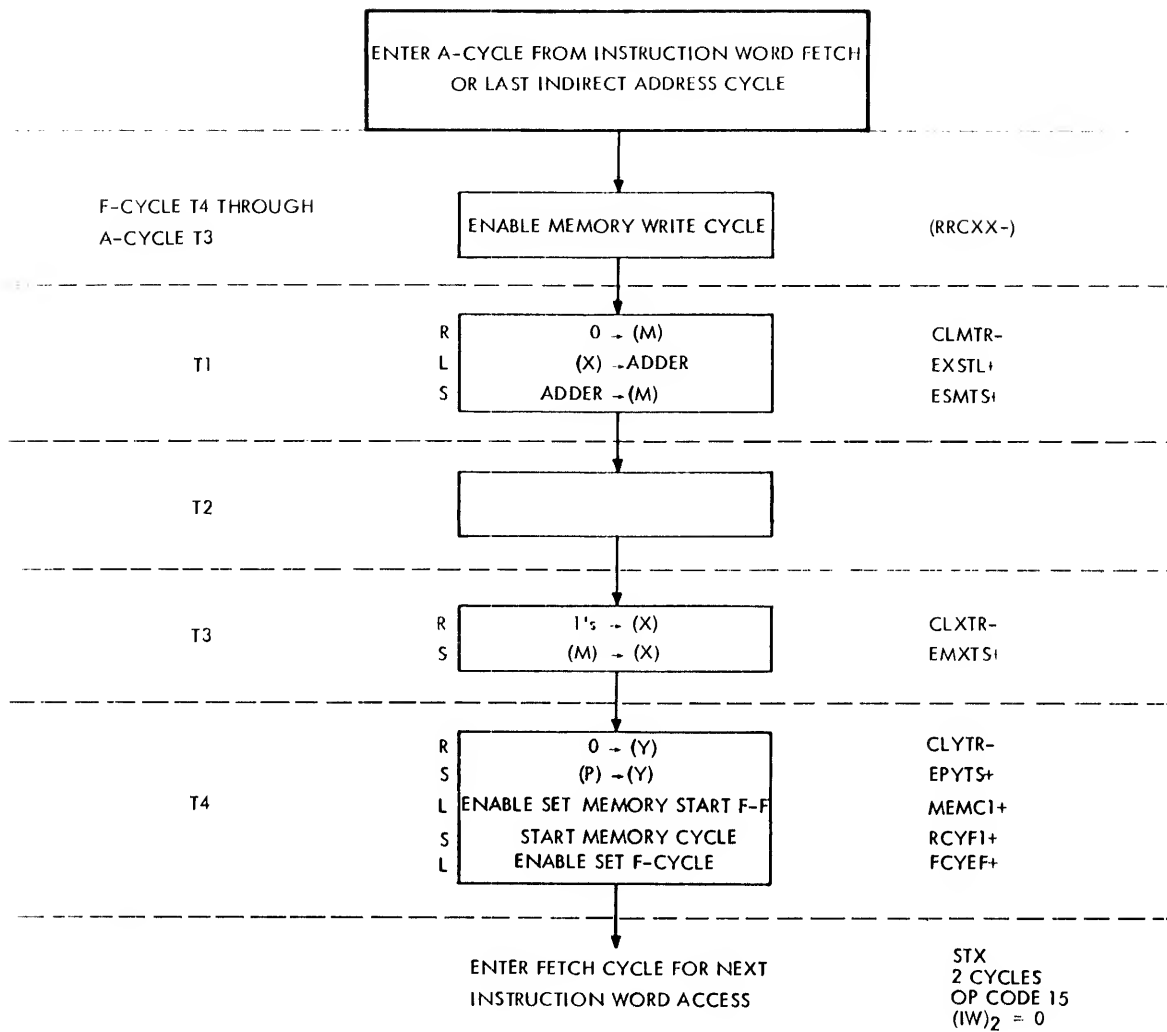 ENTER A-CYCLE FROM INSTRUCTION WORD FETCH
OR LAST INDIRECT ADDRESS CYCLE
F-CYCLE T4 THROUGH
A-CYCLE T3
ENABLE MEMORY WRITE CYCLE
(RRCXX-)
T1
R 0 → (M) CLMTR-
L (X) → ADDER EXSTL+
S ADDER → (M) ESMTS+
T2
T3
R 1's → (X) CLXTR-
S (M) → (X) EMXTS+
T4
R 0 → (Y) CLYTR-
S (P) → (Y) EPYTS+
L ENABLE SET MEMORY START F-F MEMC1+
S START MEMORY CYCLE RCYF1+
L ENABLE SET F-CYCLE FCYEF+
ENTER FETCH CYCLE FOR NEXT
INSTRUCTION WORD ACCESS
STX
2 CYCLES
OP CODE 15
(IW)2 = 0